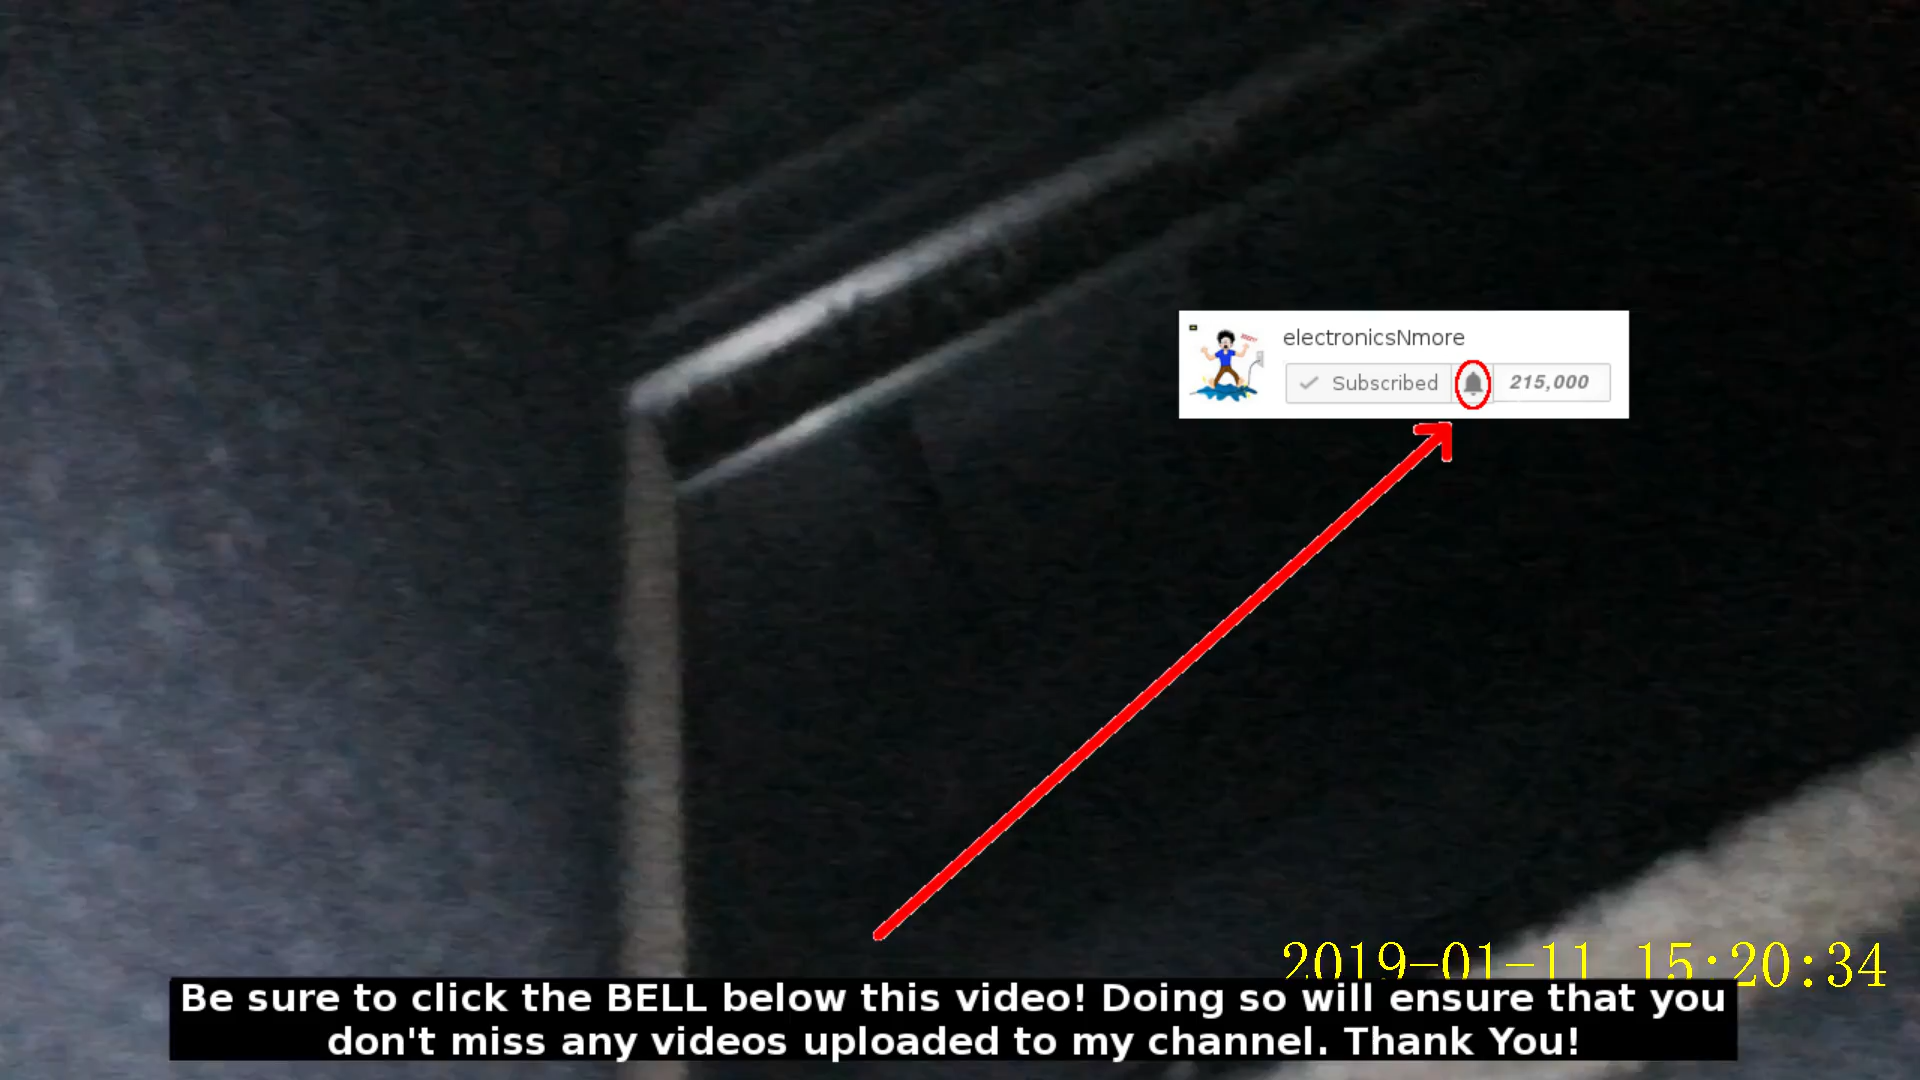 electronicsNmore
Subscribed 215,000
2019-01-11 15:20:34
Be sure to click the BELL below this video! Doing so will ensure that you
don't miss any videos uploaded to my channel. Thank You!